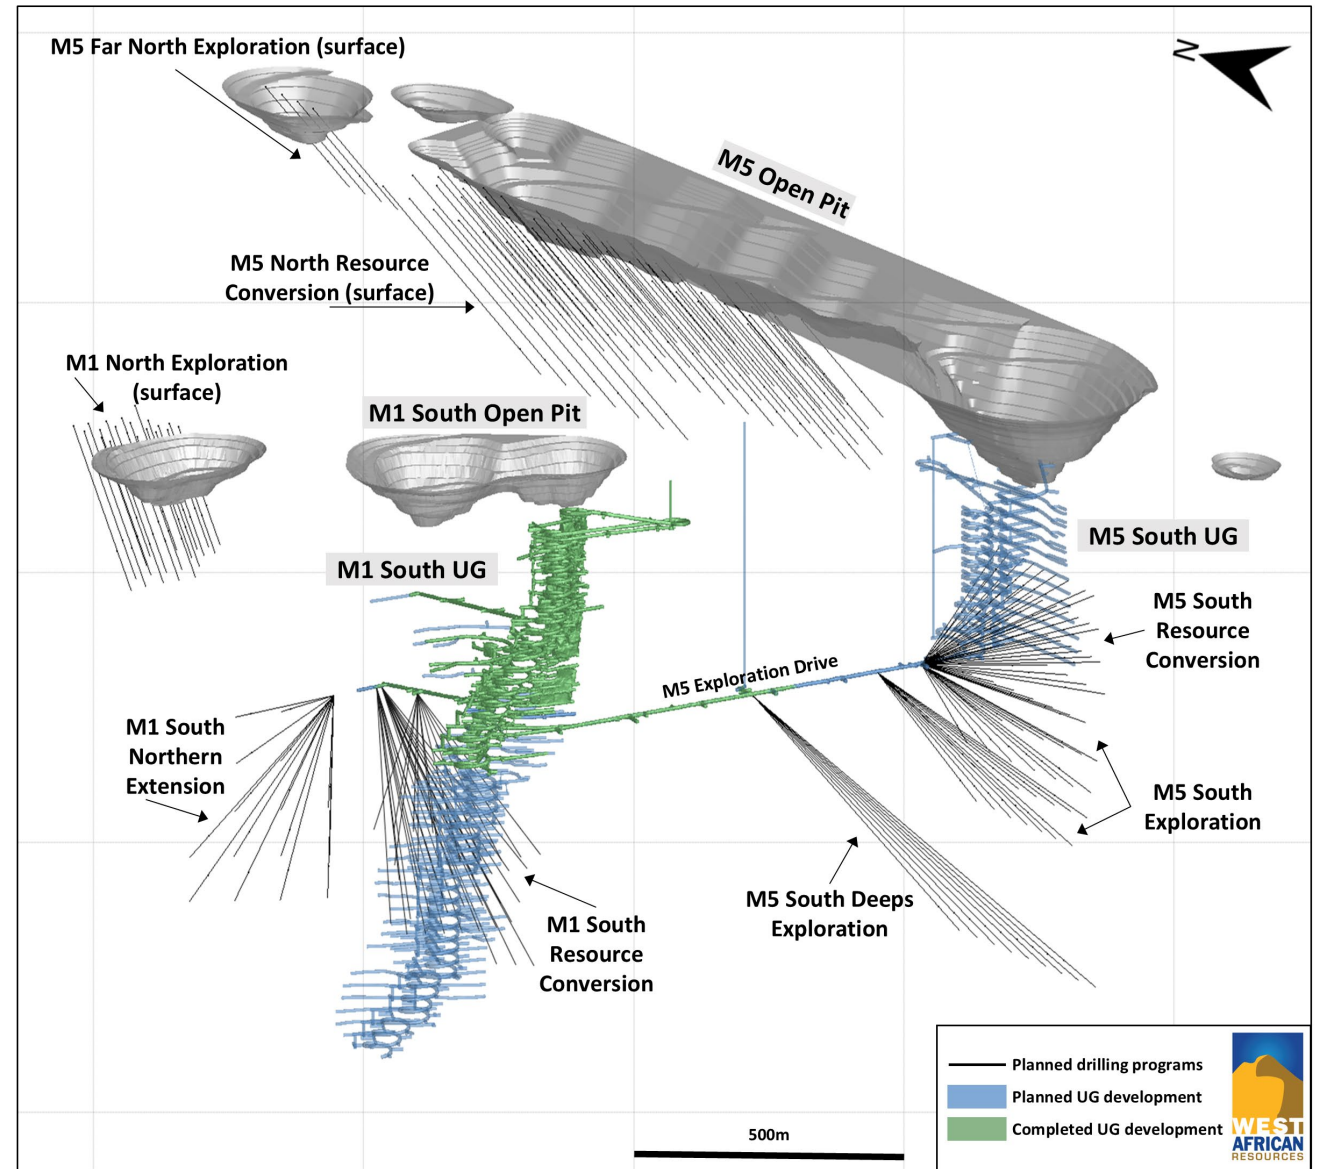 M5 Far North Exploration (surface)
N
M5 Open Pit
M5 North Resource
Conversion (surface)
M1 North Exploration
(surface)
M1 South Open Pit
M1 South UG
M5 South UG
M5 South
Resource
Conversion
M5 Exploration Drive
M1 South
Northern
Extension
M5 South
Exploration
M5 South Deeps
Exploration
M1 South
Resource
Conversion
Planned drilling programs
Planned UG development
Completed UG development
500m
WEST
AFRICAN
RESOURCES